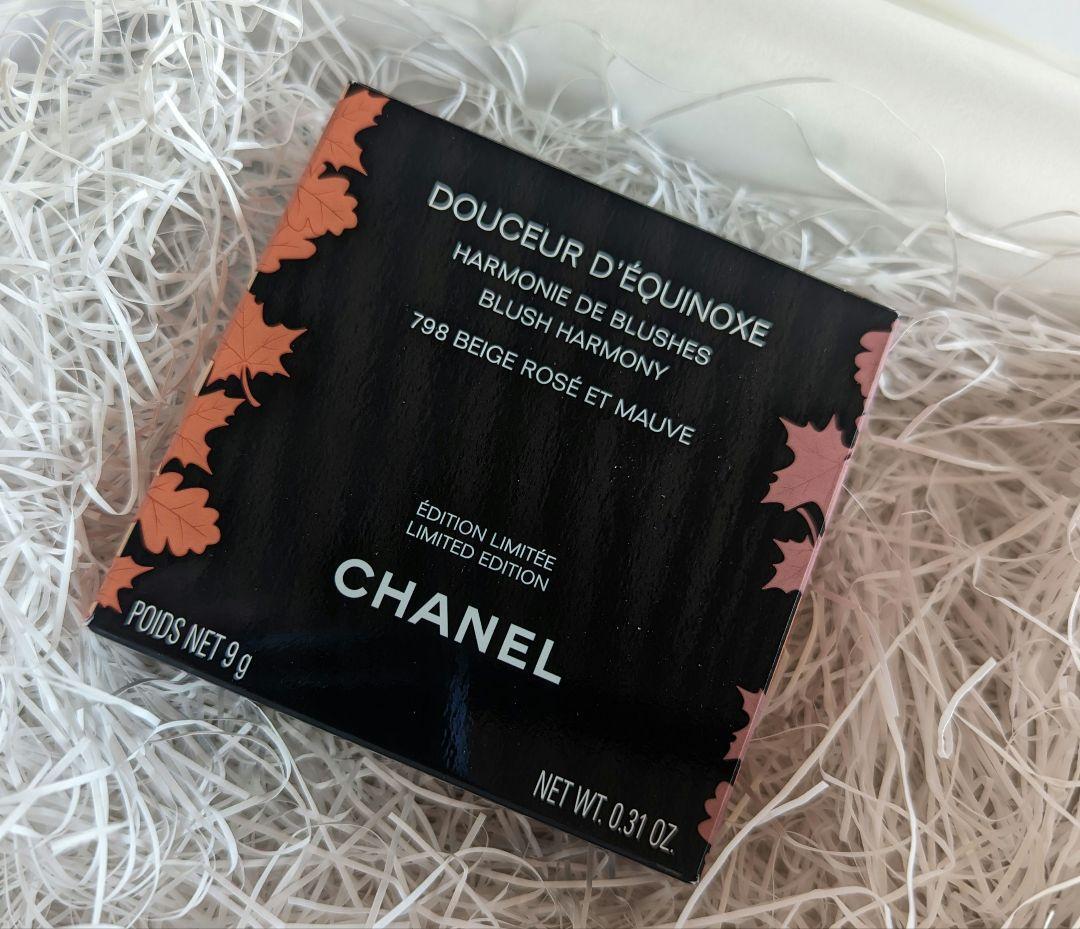 DOUCEUR D'ÉQUINOXE
HARMONIE DE BLUSHES
BLUSH HARMONY
798 BEIGE ROSÉ ET MAUVE
ÉDITION LIMITÉE
LIMITED EDITION
CHANEL
POIDS NET 9 g
NET WT. 0.31 OZ.